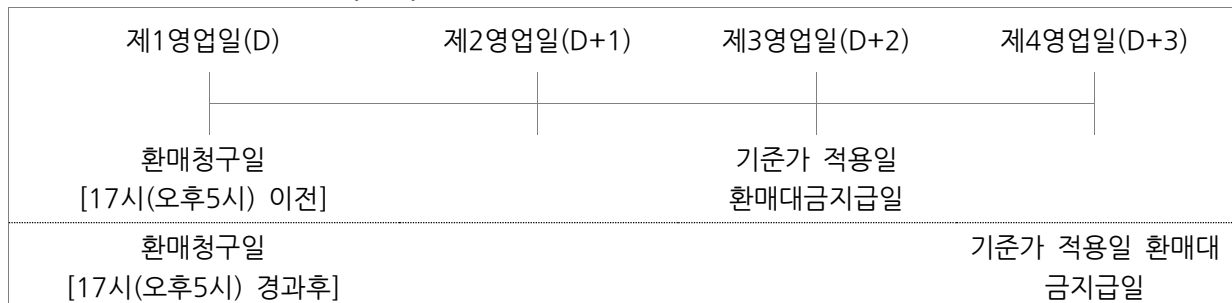 제1영업일(D) 제2영업일(D+1) 제3영업일(D+2) 제4영업일(D+3)
환매청구일 기준가 적용일
[17시(오후5시) 이전] 환매대금지급일
환매청구일 기준가 적용일 환매대
[17시(오후5시) 경과후] 금지급일